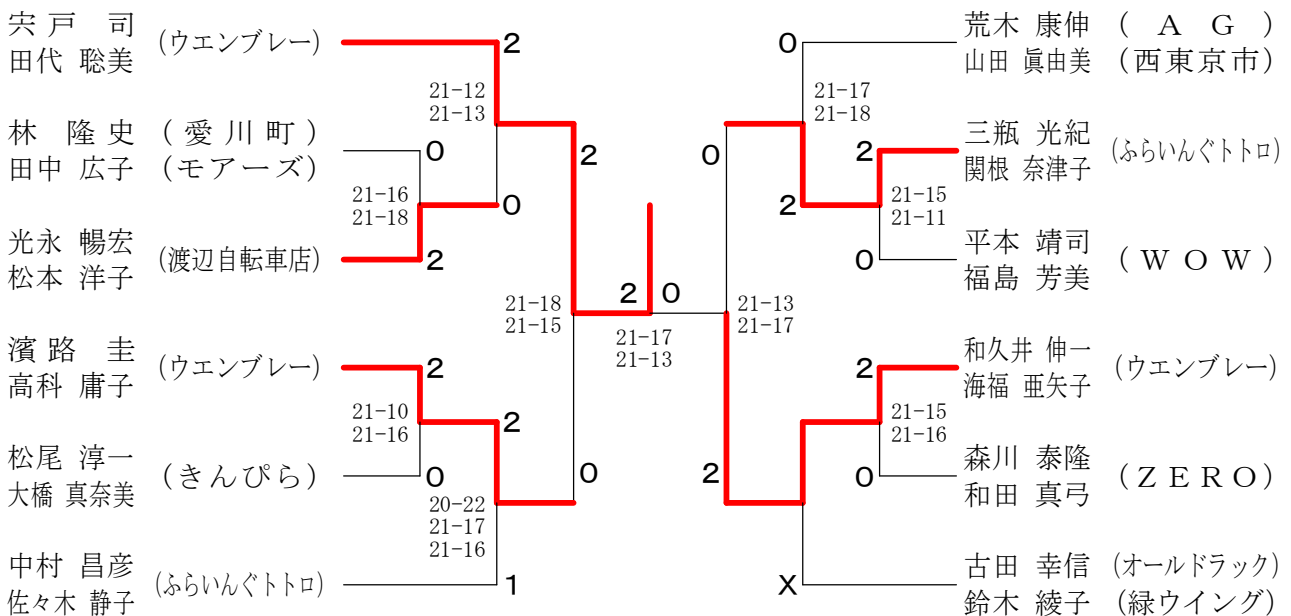 宍戸 司
田代 聡美
(ウエンブレー)
2
21-12
21-13
林 隆史 (愛川町)
田中 広子 (モアーズ)
0
21-16
21-18
0
光永 暢宏
松本 洋子
(渡辺自転車店)
2
2
21-18
21-15
濱路 圭
高科 庸子
(ウエンブレー)
2
21-10
21-16
2
松尾 淳一
大橋 真奈美
(きんぴら)
0
0
20-22
21-17
21-16
中村 昌彦
佐々木 静子
(ふらいんぐトトロ)
1
2 0
21-17
21-13
荒木 康伸 (AG)
山田 眞由美 (西東京市)
0
21-17
21-18
三瓶 光紀
関根 奈津子
(ふらいんぐトトロ)
2
0
21-15
21-11
2
平本 靖司
福島 芳美
(WOW)
0
21-13
21-17
和久井 伸一
海福 亜矢子
(ウエンブレー)
2
21-15
21-16
森川 泰隆
和田 真弓
(ZERO)
0
2
古田 幸信 (オールドラック)
鈴木 綾子 (緑ウイング)
X